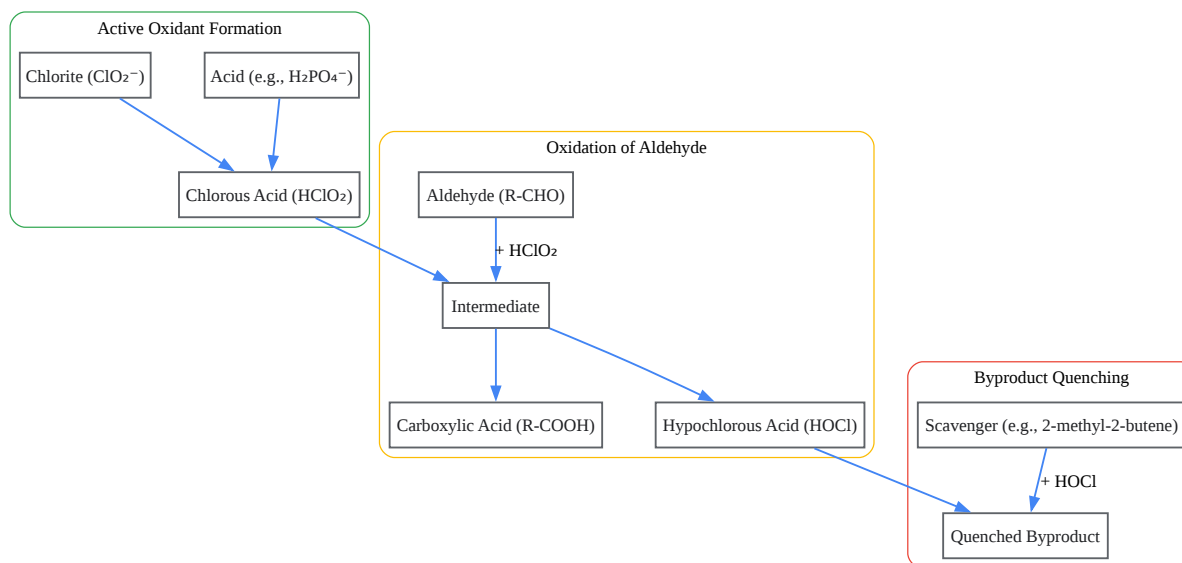 Active Oxidant Formation
Chlorite (ClO₂⁻)
Acid (e.g., H₂PO₄⁻)
Chlorous Acid (HClO₂)
Oxidation of Aldehyde
Aldehyde (R-CHO)
+ HClO₂
Intermediate
Carboxylic Acid (R-COOH)
Hypochlorous Acid (HOCl)
Byproduct Quenching
Scavenger (e.g., 2-methyl-2-butene)
+ HOCl
Quenched Byproduct